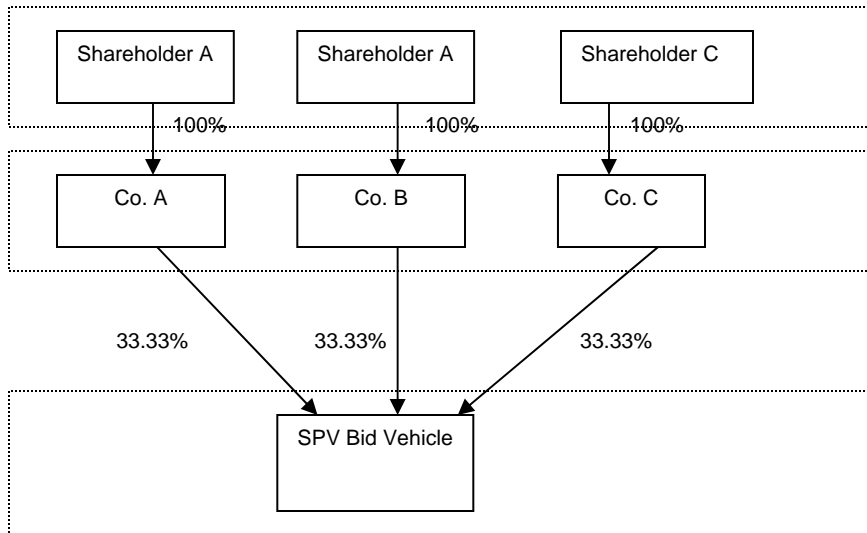 Shareholder A
Shareholder A
Shareholder C
100%
100%
100%
Co. A
Co. B
Co. C
33.33%
33.33%
33.33%
SPV Bid Vehicle